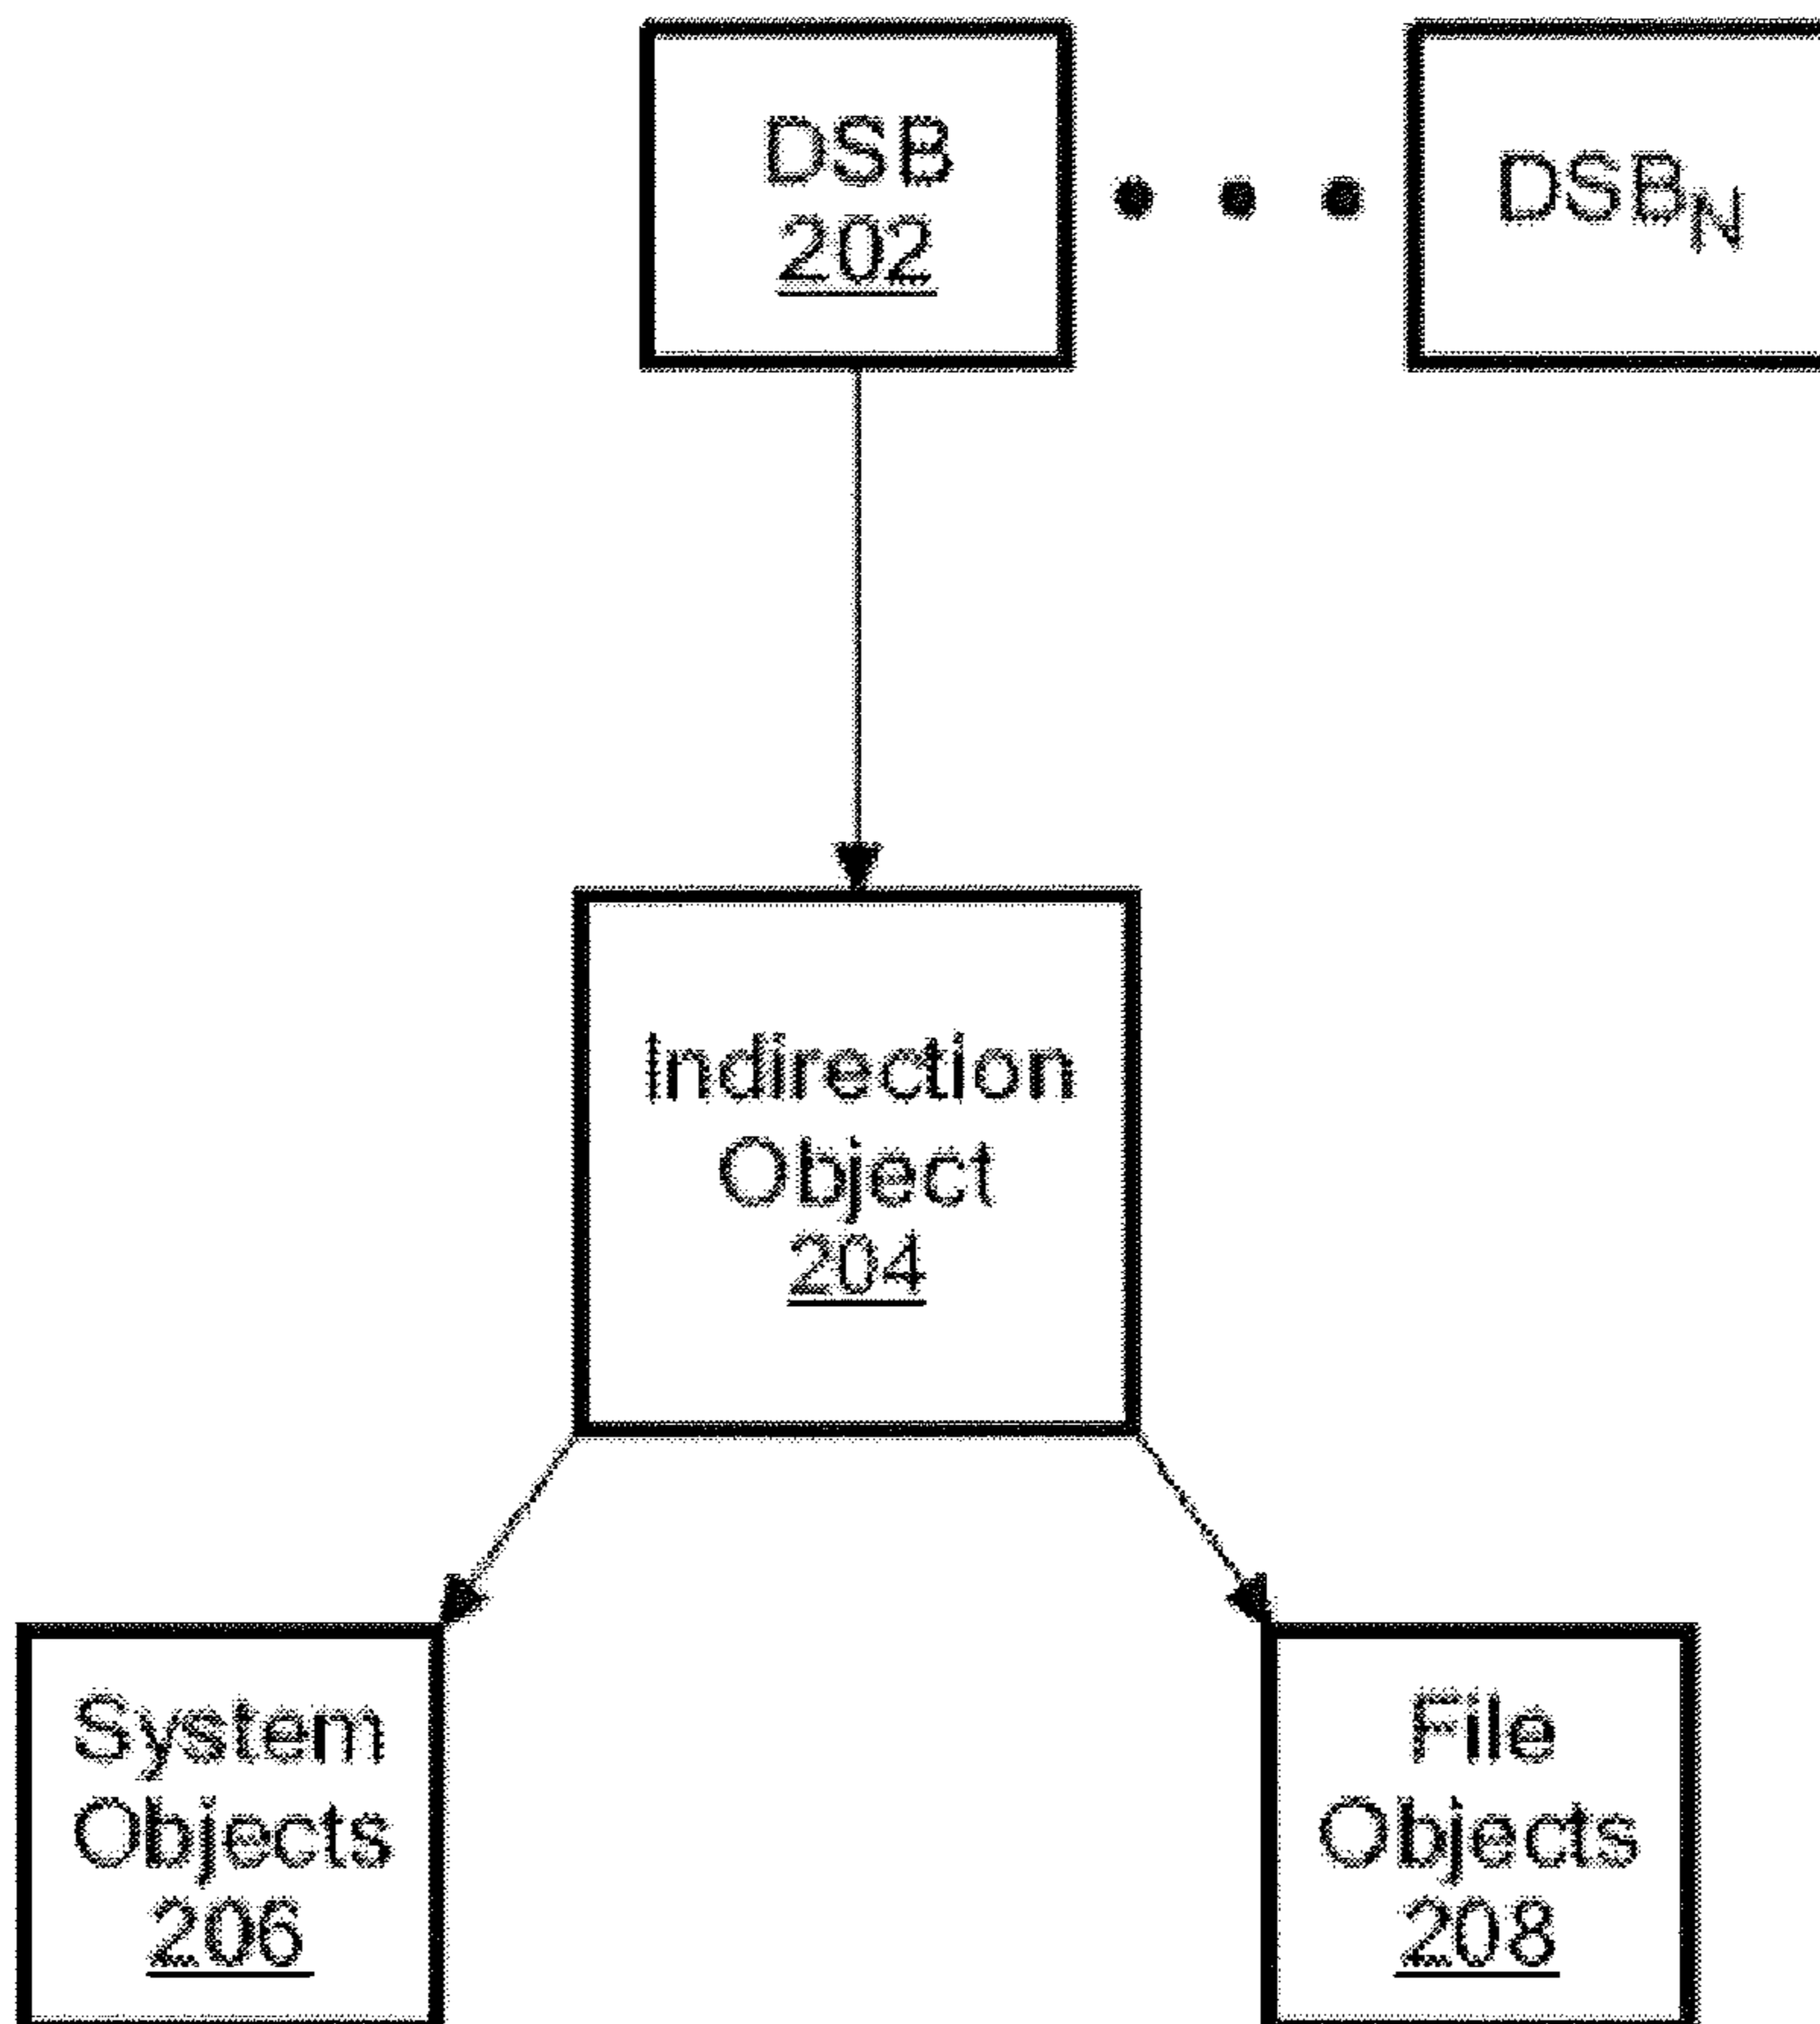 DSB
202
DSBN
Indirection
Object
204
System
Objects
206
File
Objects
208